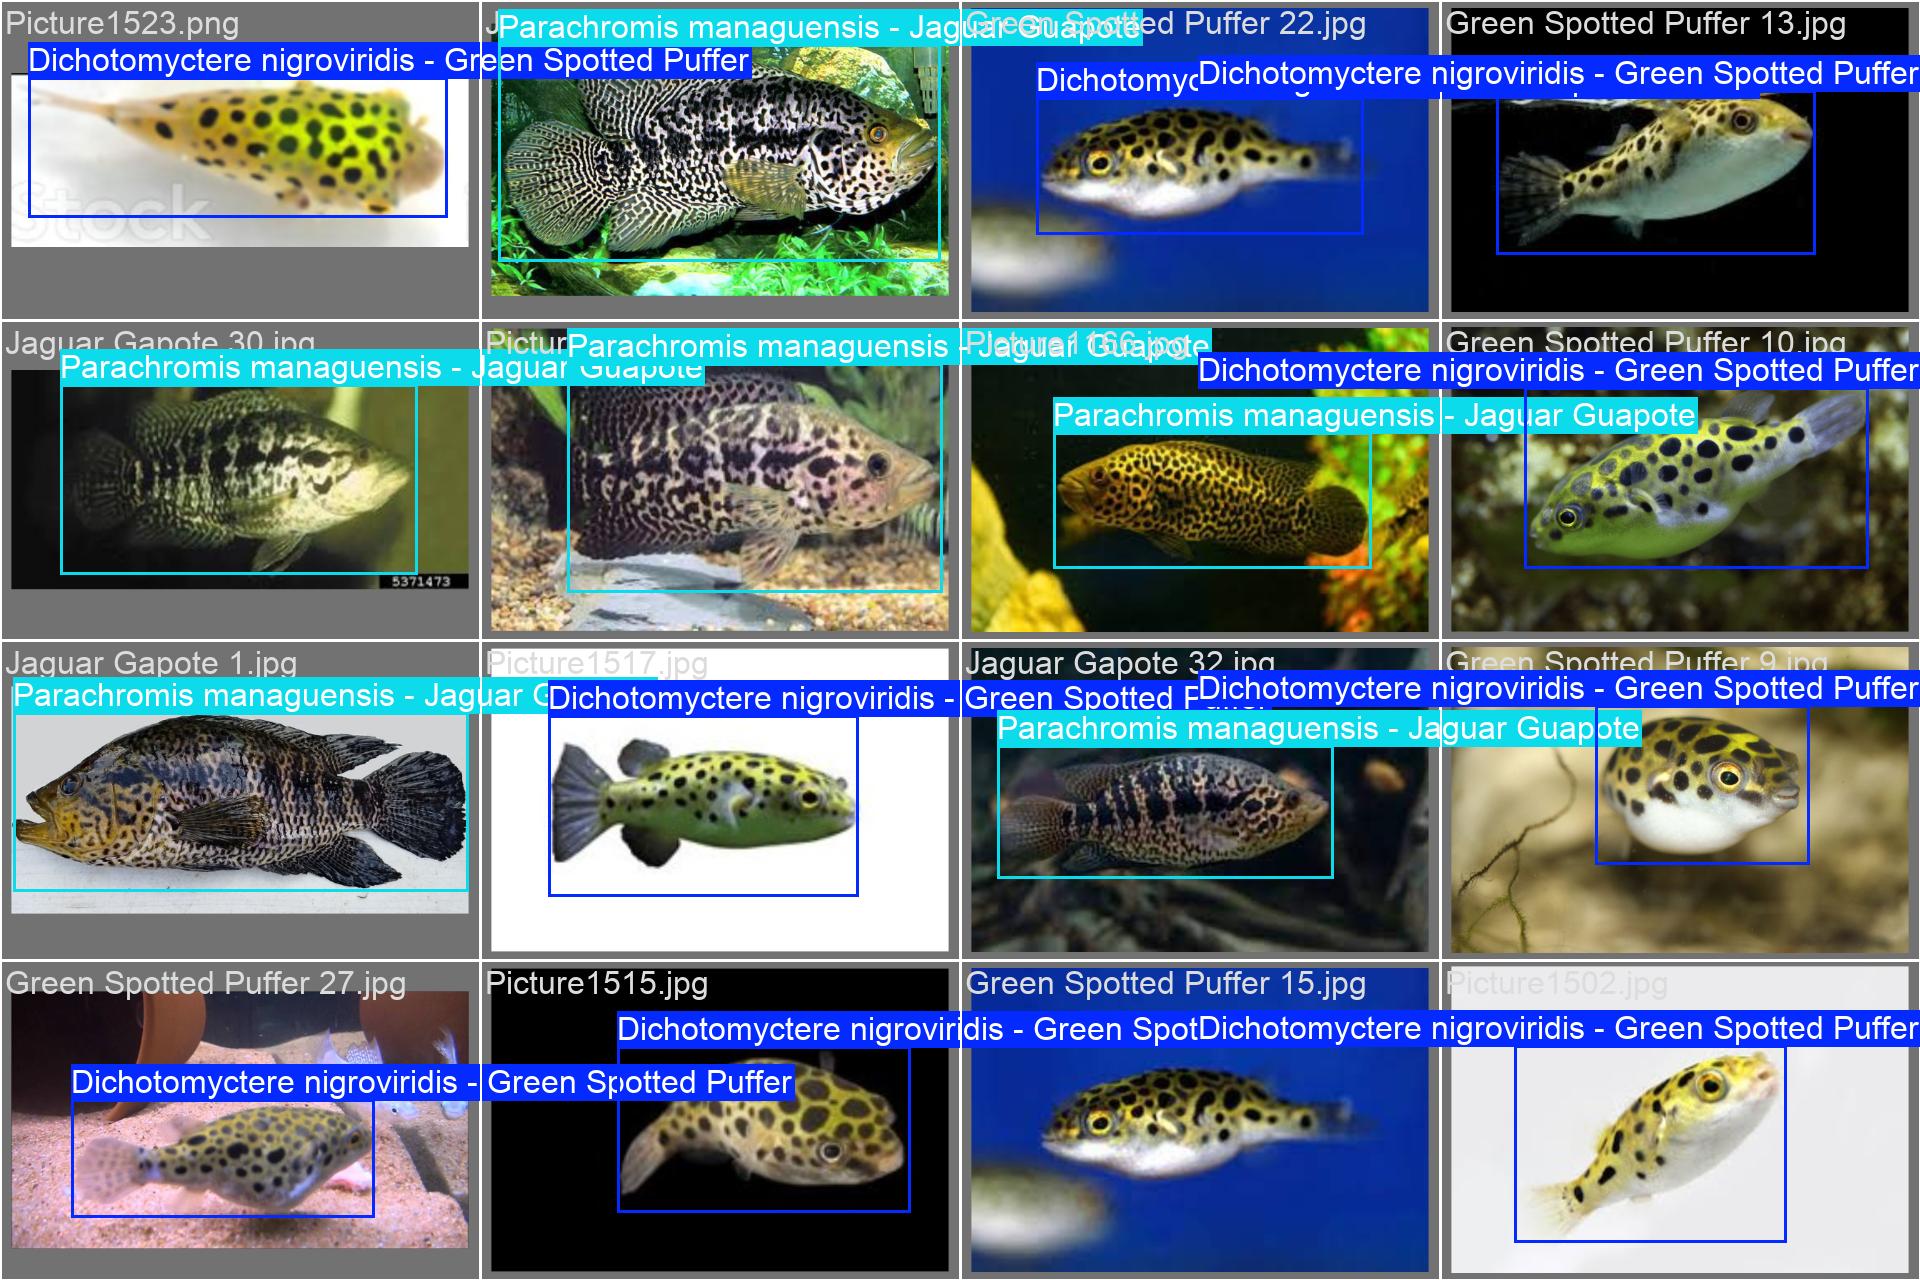 Picture1523.png
Dichotomyctere nigroviridis - Green Spotted Puffer
Stock
Parachromis managuensis - Jaguar Guapote
Green Spotted Puffer 22.jpg
Dichotomyc
Green Spotted Puffer 13.jpg
Dichotomyctere nigroviridis - Green Spotted Puffer
Jaguar Gapote 30.jpg
Parachromis managuensis - Jaguar Guapote
5371473
Pictur
Parachromis managuensis - Jaguar Guapote
Parachromis managuensis - Jaguar Guapote
Green Spotted Puffer 10.jpg
Dichotomyctere nigroviridis - Green Spotted Puffer
Jaguar Gapote 1.jpg
Parachromis managuensis - Jaguar G
Picture1517.jpg
Dichotomyctere nigroviridis - Green Spotted Puffer
Jaguar Gapote 32.jpg
Parachromis managuensis - Jaguar Guapote
Green Spotted Puffer 9.jpg
Dichotomyctere nigroviridis - Green Spotted Puffer
Green Spotted Puffer 27.jpg
Dichotomyctere nigroviridis - Green Spotted Puffer
Picture1515.jpg
Dichotomyctere nigroviridis - Green Spot
Green Spotted Puffer 15.jpg
Picture1502.jpg
Dichotomyctere nigroviridis - Green Spotted Puffer